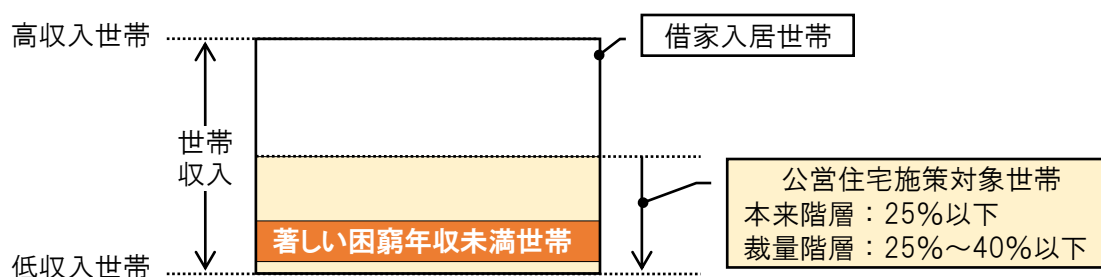 高収入世帯
借家入居世帯
世帯
収入
公営住宅施策対象世帯
本来階層：25%以下
裁量階層：25%～40%以下
著しい困窮年収未満世帯
低収入世帯